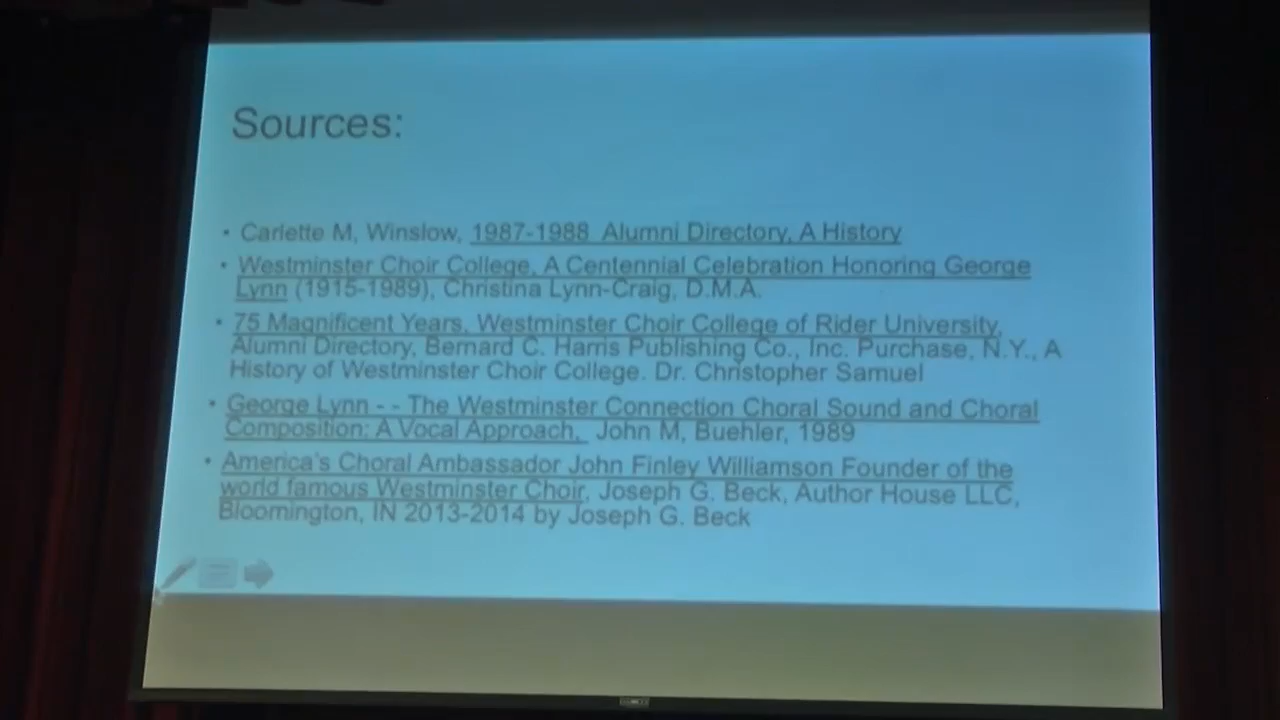 Sources:
• Carlette M, Winslow, 1987-1988 Alumni Directory, A History
• Westminster Choir College, A Centennial Celebration Honoring George
Lynn (1915-1989), Christina Lynn-Craig, D.M.A.
• 75 Magnificent Years, Westminster Choir College of Rider University,
Alumni Directory, Bernard C. Harris Publishing Co., Inc. Purchase, N.Y., A
History of Westminster Choir College. Dr. Christopher Samuel
• George Lynn - - The Westminster Connection Choral Sound and Choral
Composition: A Vocal Approach, John M, Buehler, 1989
• America's Choral Ambassador John Finley Williamson Founder of the
world famous Westminster Choir, Joseph G. Beck, Author House LLC,
Bloomington, IN 2013-2014 by Joseph G. Beck